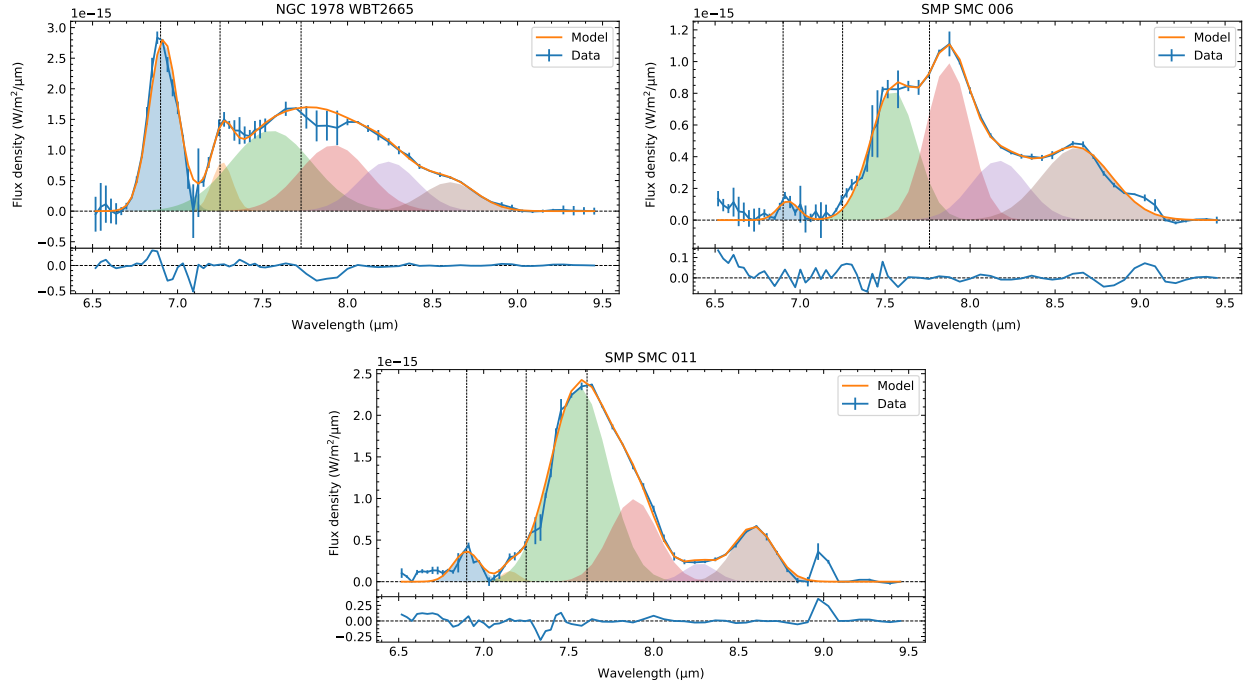 NGC 1978 WBT2665
1e−15
Model
Data
Flux density (W/m²/μm)
3.0
2.5
2.0
1.5
1.0
0.5
0.0
−0.5
0.0
−0.5
6.5 7.0 7.5 8.0 8.5 9.0 9.5
Wavelength (μm)
SMP SMC 006
1e−15
Model
Data
Flux density (W/m²/μm)
1.2
1.0
0.8
0.6
0.4
0.2
0.0
0.1
0.0
6.5 7.0 7.5 8.0 8.5 9.0 9.5
Wavelength (μm)
SMP SMC 011
1e−15
Model
Data
Flux density (W/m²/μm)
2.5
2.0
1.5
1.0
0.5
0.0
0.25
0.00
−0.25
6.5 7.0 7.5 8.0 8.5 9.0 9.5
Wavelength (μm)